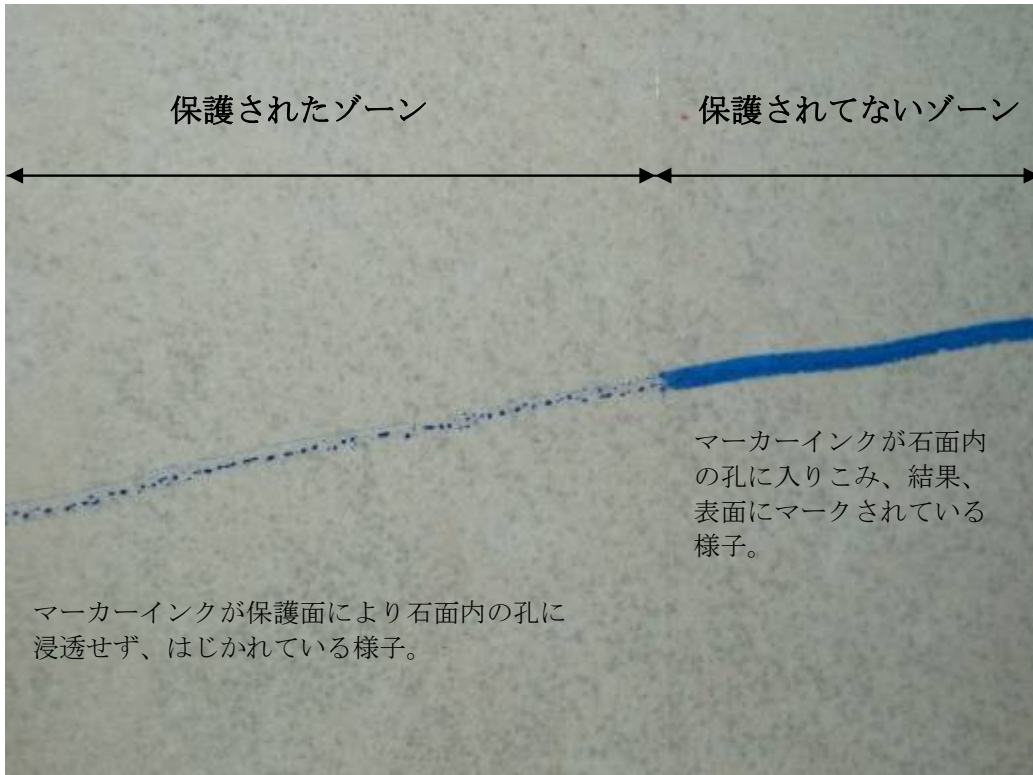 保護されたゾーン
保護されてないゾーン
マーカーインクが石面内
の孔に入りこみ、結果、
表面にマークされている
様子。
マーカーインクが保護面により石面内の孔に
浸透せず、はじかれている様子。